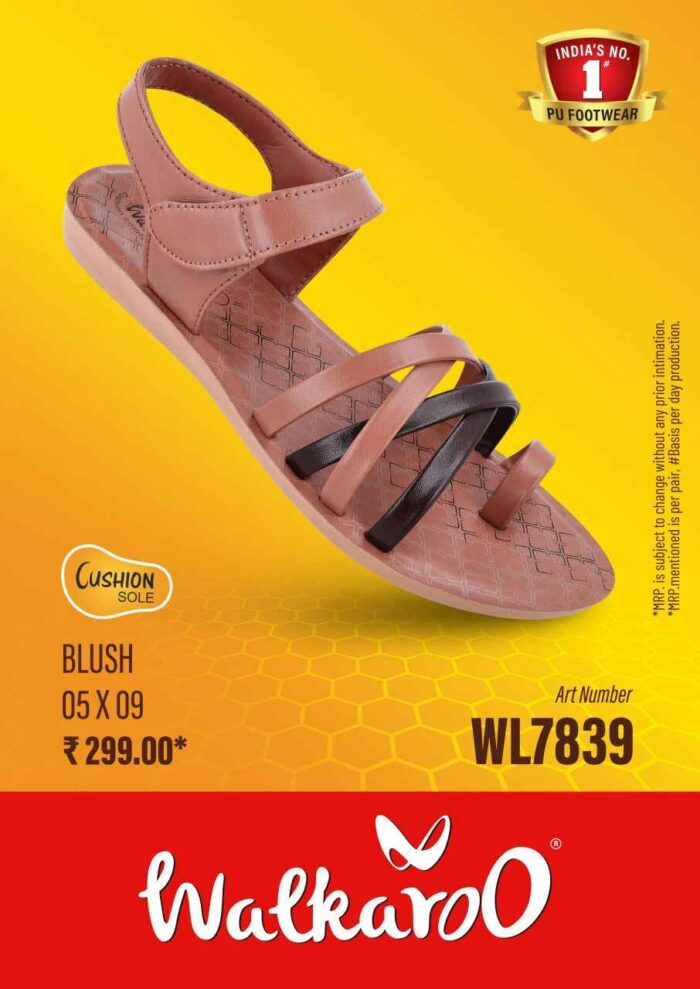 INDIA'S NO.
1#
PU FOOTWEAR
*MRP. is subject to change without any prior intimation.
*MRP.mentioned is per pair, #Basis per day production.
CUSHION
SOLE
BLUSH
05 X 09
₹ 299.00*
Art Number
WL7839
Walkaroo®